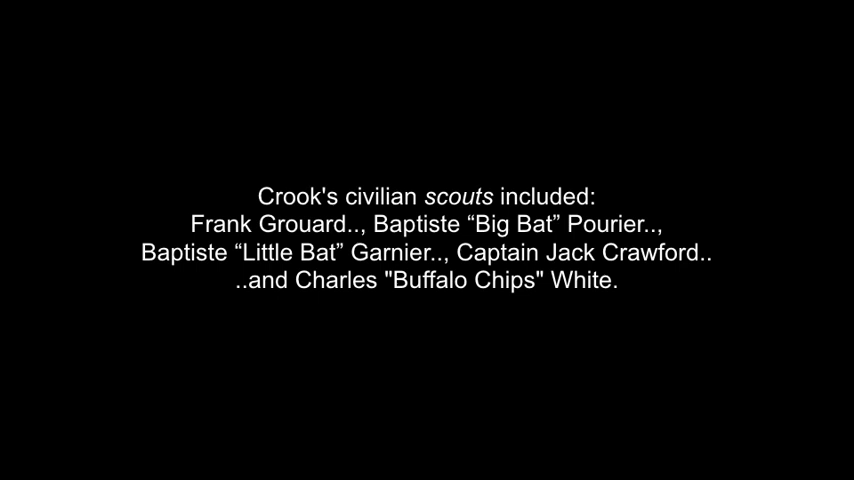 Crook's civilian scouts included:
Frank Grouard.., Baptiste “Big Bat” Pourier..,
Baptiste “Little Bat” Garnier.., Captain Jack Crawford..
..and Charles "Buffalo Chips" White.